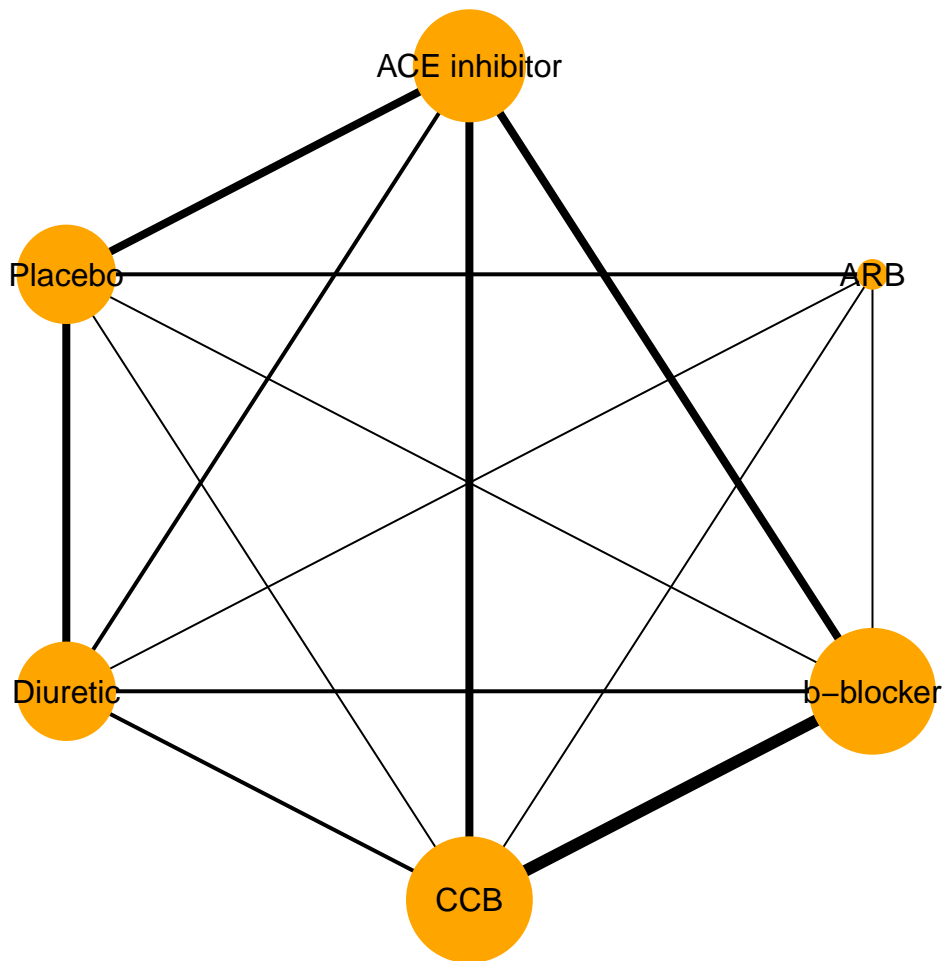 ACE inhibitor
Placebo
ARB
Diuretic
b−blocker
CCB